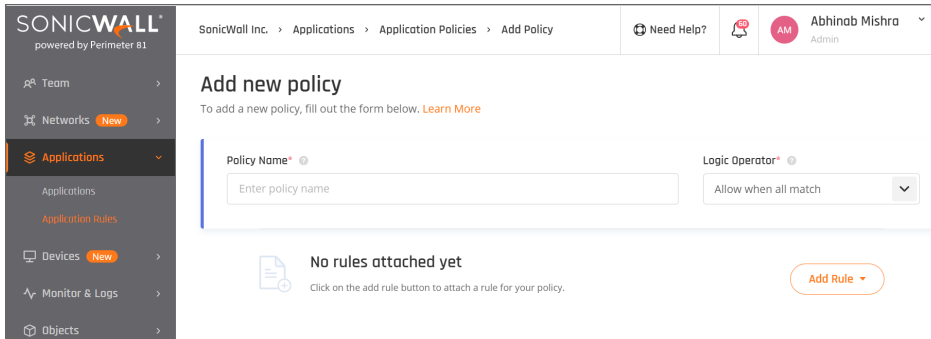 SONICWALL
powered by Perimeter 81
SonicWall Inc. › Applications › Application Policies › Add Policy
Need Help?
50
AM
Abhinab Mishra
Admin
Team
Networks New
Applications
Applications
Application Rules
Devices New
Monitor & Logs
Objects
Add new policy
To add a new policy, fill out the form below. Learn More
Policy Name*
Logic Operator*
Enter policy name
Allow when all match
No rules attached yet
Click on the add rule button to attach a rule for your policy.
Add Rule